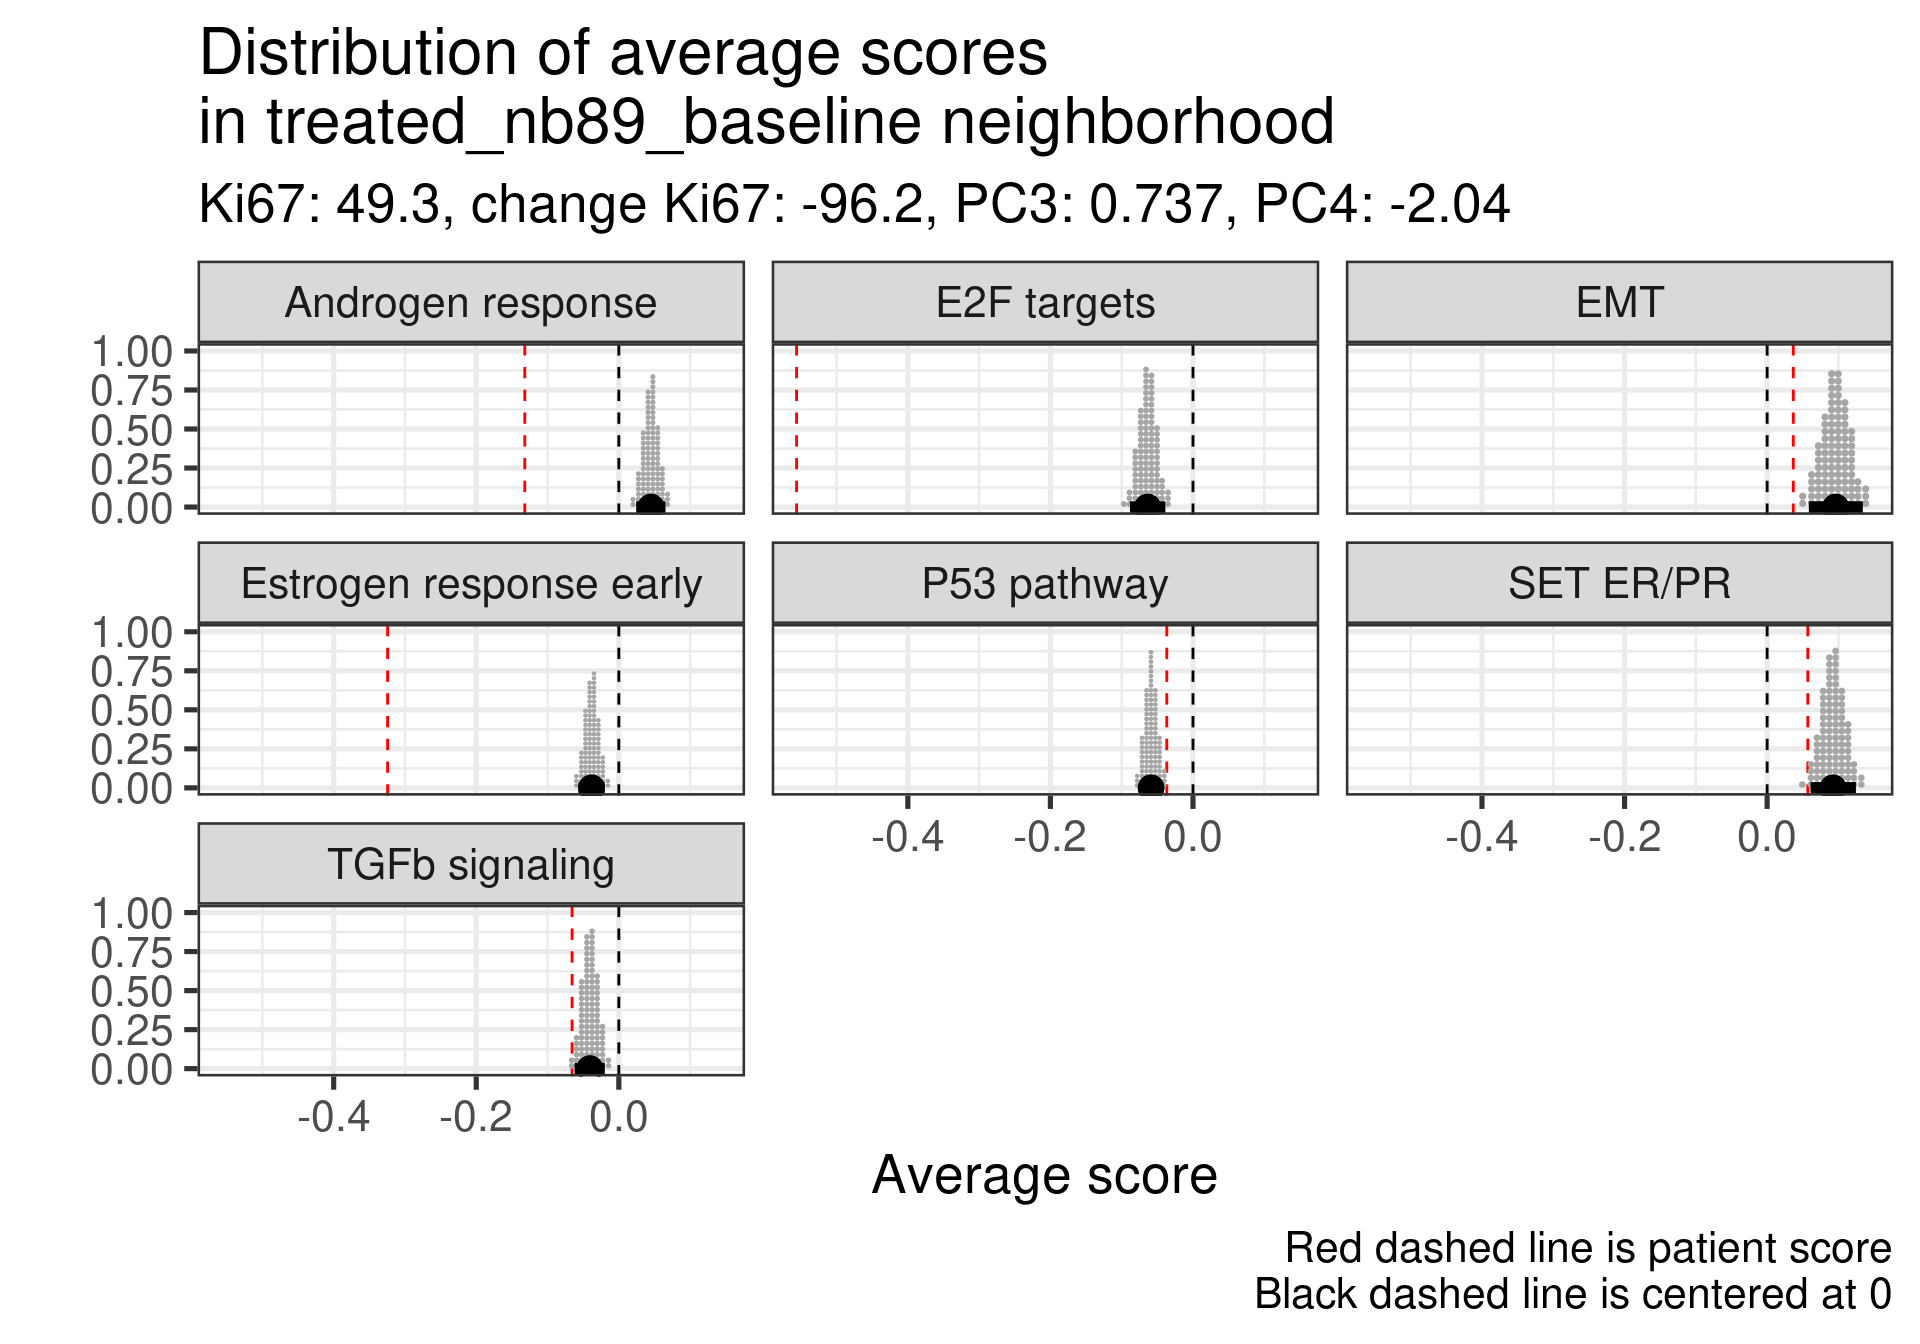 Distribution of average scores
in treated_nb89_baseline neighborhood
Ki67: 49.3, change Ki67: -96.2, PC3: 0.737, PC4: -2.04
Androgen response
E2F targets
EMT
1.00
0.75
0.50
0.25
0.00
Estrogen response early
P53 pathway
SET ER/PR
1.00
0.75
0.50
0.25
0.00
-0.4 -0.2 0.0
-0.4 -0.2 0.0
TGFb signaling
1.00
0.75
0.50
0.25
0.00
-0.4 -0.2 0.0
Average score
Red dashed line is patient score
Black dashed line is centered at 0